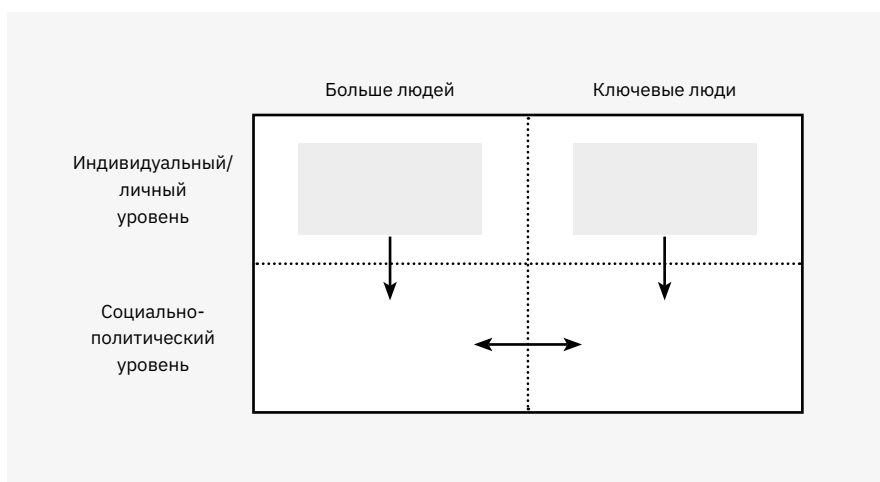 Больше людей
Ключевые люди
Индивидуальный/
личный
уровень
Социально-
политический
уровень